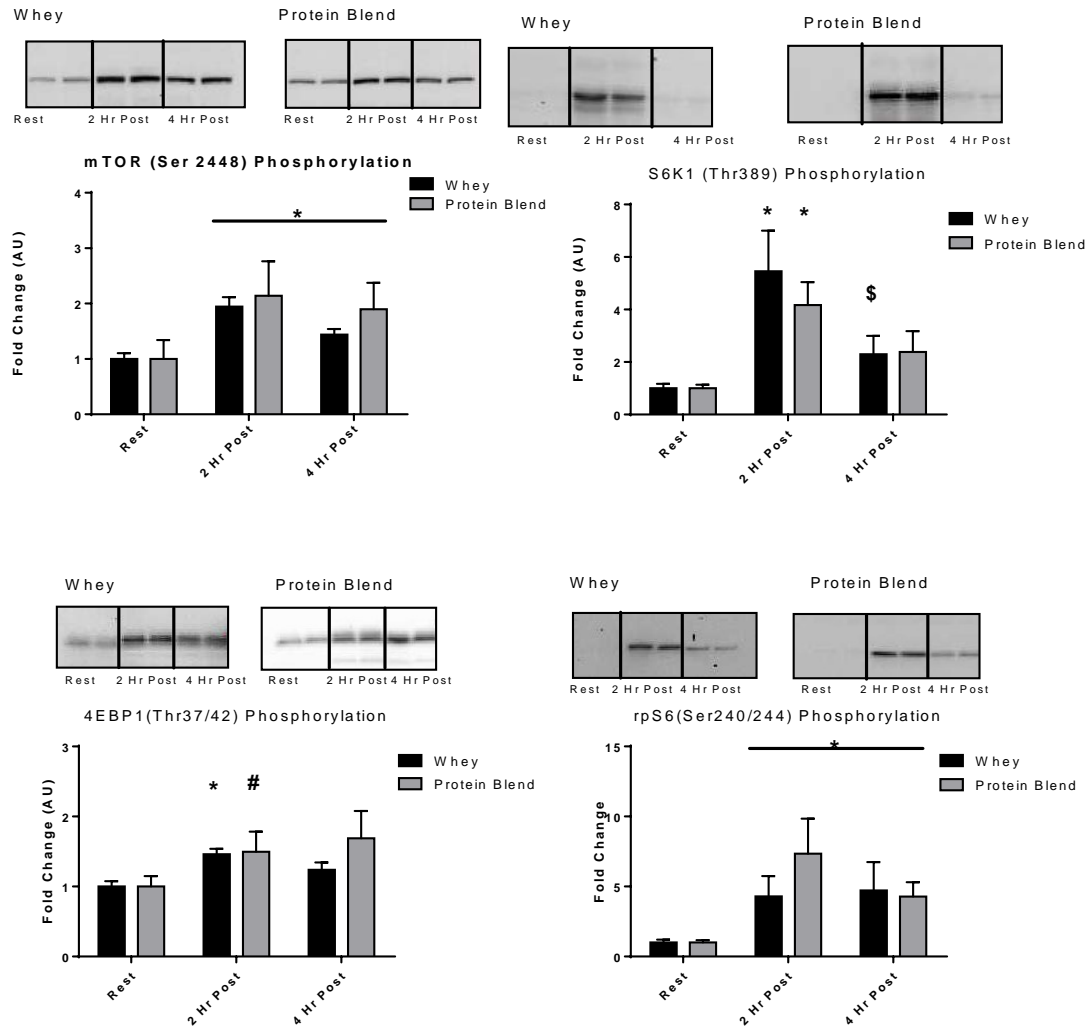 Whey
Protein Blend
Rest 2 Hr Post 4 Hr Post
Rest 2 Hr Post 4 Hr Post
mTOR (Ser 2448) Phosphorylation
Whey
Protein Blend
*
Fold Change (AU)
4
3
2
1
0
Rest
2 Hr Post
4 Hr Post
Whey
Protein Blend
Rest 2 Hr Post 4 Hr Post
Rest 2 Hr Post 4 Hr Post
S6K1 (Thr389) Phosphorylation
Whey
Protein Blend
* *
$
Fold Change (AU)
8
6
4
2
0
Rest
2 Hr Post
4 Hr Post
Whey
Protein Blend
Rest 2 Hr Post 4 Hr Post
Rest 2 Hr Post 4 Hr Post
4EBP1(Thr37/42) Phosphorylation
Whey
Protein Blend
* #
Fold Change (AU)
3
2
1
0
Rest
2 Hr Post
4 Hr Post
Whey
Protein Blend
Rest 2 Hr Post 4 Hr Post
Rest 2 Hr Post 4 Hr Post
rpS6(Ser240/244) Phosphorylation
Whey
Protein Blend
*
Fold Change
15
10
5
0
Rest
2 Hr Post
4 Hr Post